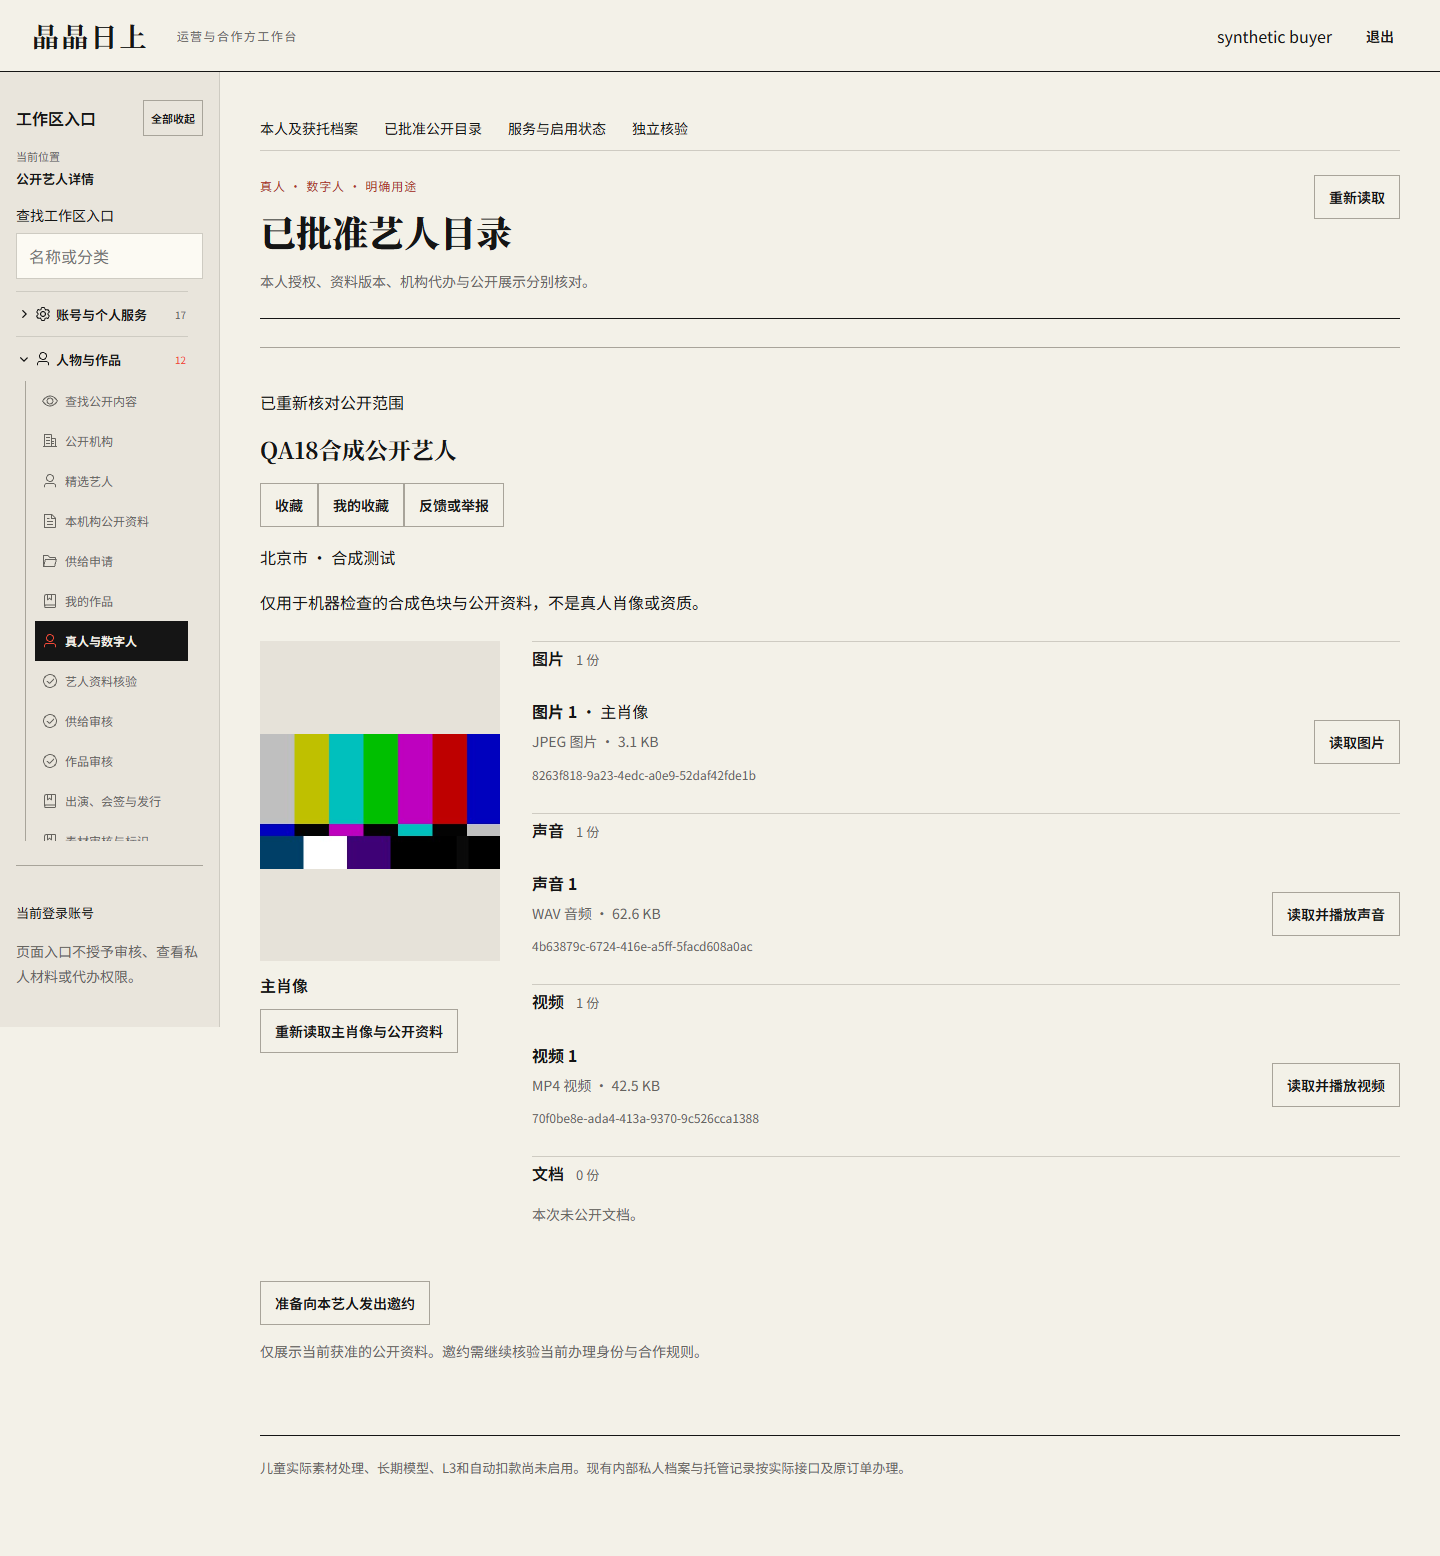 晶晶日上
运营与合作方工作台
synthetic buyer
退出
工作区入口
全部收起
当前位置
公开艺人详情
查找工作区入口
名称或分类
账号与个人服务 17
人物与作品 12
查找公开内容
公开机构
精选艺人
本机构公开资料
供给申请
我的作品
真人与数字人
艺人资料核验
供给审核
作品审核
出演、会签与发行
素材审核与标识
当前登录账号
页面入口不授予审核、查看私
人材料或代办权限。
本人及获托档案 已批准公开目录 服务与启用状态 独立核验
真人 · 数字人 · 明确用途
已批准艺人目录
重新读取
本人授权、资料版本、机构代办与公开展示分别核对。
已重新核对公开范围
QA18合成公开艺人
收藏 我的收藏 反馈或举报
北京市 · 合成测试
仅用于机器检查的合成色块与公开资料，不是真人肖像或资质。
主肖像
重新读取主肖像与公开资料
图片 1 份
图片 1 · 主肖像
JPEG 图片 · 3.1 KB
8263f818-9a23-4edc-a0e9-52daf42fde1b
读取图片
声音 1 份
声音 1
WAV 音频 · 62.6 KB
4b63879c-6724-416e-a5ff-5facd608a0ac
读取并播放声音
视频 1 份
视频 1
MP4 视频 · 42.5 KB
70f0be8e-ada4-413a-9370-9c526cca1388
读取并播放视频
文档 0 份
本次未公开文档。
准备向本艺人发出邀约
仅展示当前获准的公开资料。邀约需继续核验当前办理身份与合作规则。
儿童实际素材处理、长期模型、L3和自动扣款尚未启用。现有内部私人档案与托管记录按实际接口及原订单办理。